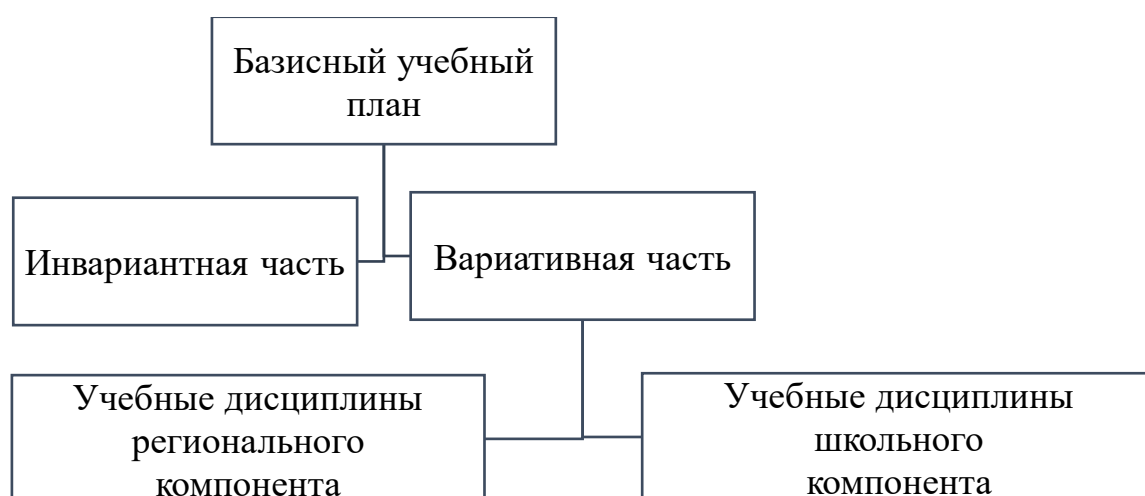 Базисный учебный
план
Инвариантная часть
Вариативная часть
Учебные дисциплины
регионального
компонента
Учебные дисциплины
школьного
компонента